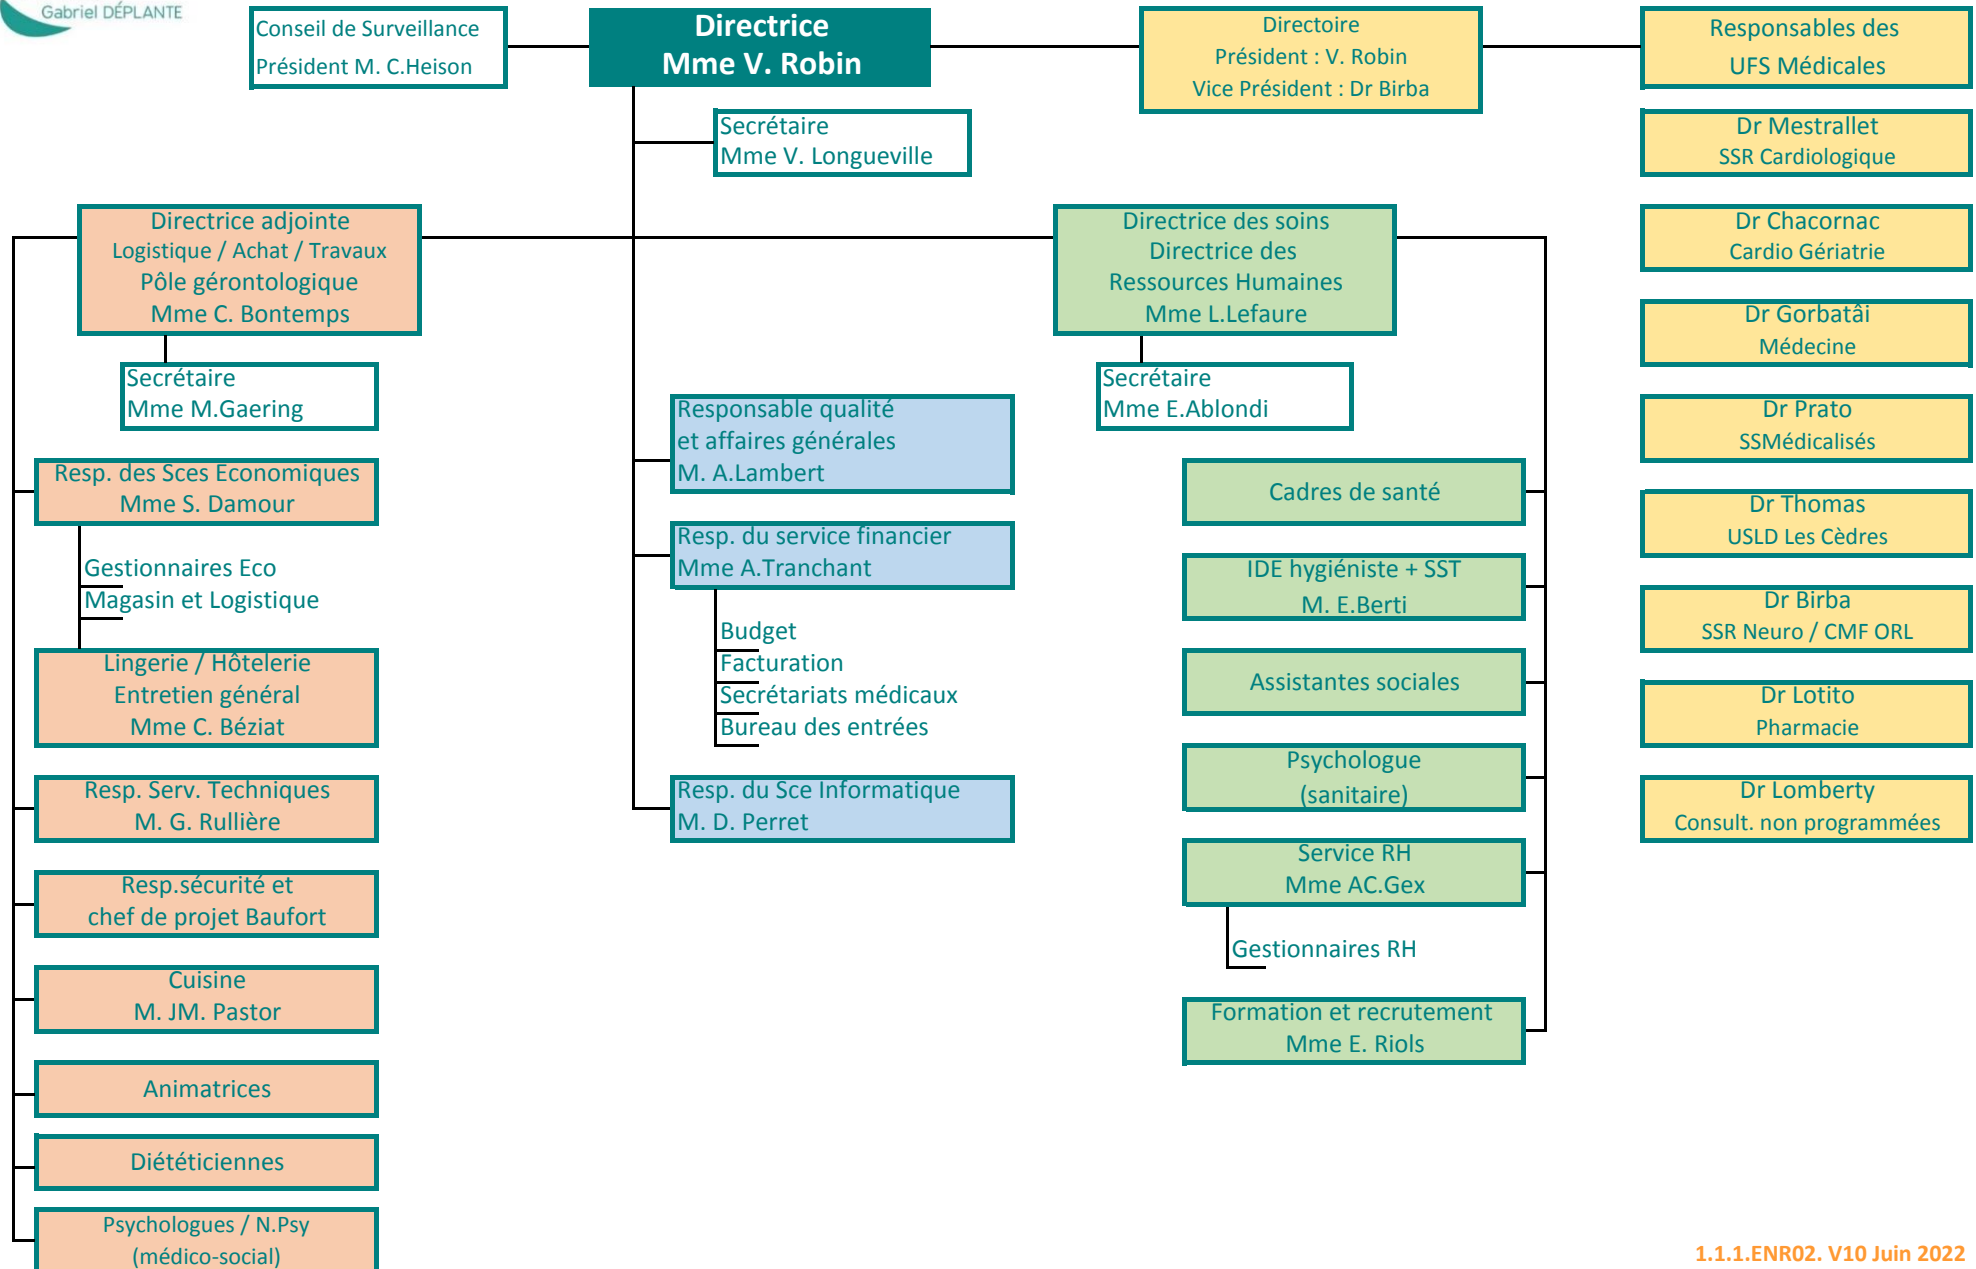 Gabriel DÉPLANTE
Conseil de Surveillance
Président M. C.Heison
Directrice
Mme V. Robin
Directoire
Président : V. Robin
Vice Président : Dr Birba
Responsables des
UFS Médicales
Secrétaire
Mme V. Longueville
Directrice adjointe
Logistique / Achat / Travaux
Pôle gérontologique
Mme C. Bontemps
Secrétaire
Mme M.Gaering
Resp. des Sces Economiques
Mme S. Damour
Gestionnaires Eco
Magasin et Logistique
Lingerie / Hôtelerie
Entretien général
Mme C. Béziat
Resp. Serv. Techniques
M. G. Rullière
Resp.sécurité et
chef de projet Baufort
Cuisine
M. JM. Pastor
Animatrices
Diététiciennes
Psychologues / N.Psy
(médico-social)
Responsable qualité
et affaires générales
M. A.Lambert
Resp. du service financier
Mme A.Tranchant
Budget
Facturation
Secrétariats médicaux
Bureau des entrées
Resp. du Sce Informatique
M. D. Perret
Directrice des soins
Directrice des
Ressources Humaines
Mme L.Lefaure
Secrétaire
Mme E.Ablondi
Cadres de santé
IDE hygiéniste + SST
M. E.Berti
Assistantes sociales
Psychologue
(sanitaire)
Service RH
Mme AC.Gex
Gestionnaires RH
Formation et recrutement
Mme E. Riols
Dr Mestrallet
SSR Cardiologique
Dr Chacornac
Cardio Gériatrie
Dr Gorbatâi
Médecine
Dr Prato
SSMédicalisés
Dr Thomas
USLD Les Cèdres
Dr Birba
SSR Neuro / CMF ORL
Dr Lotito
Pharmacie
Dr Lomberty
Consult. non programmées
1.1.1.ENR02. V10 Juin 2022